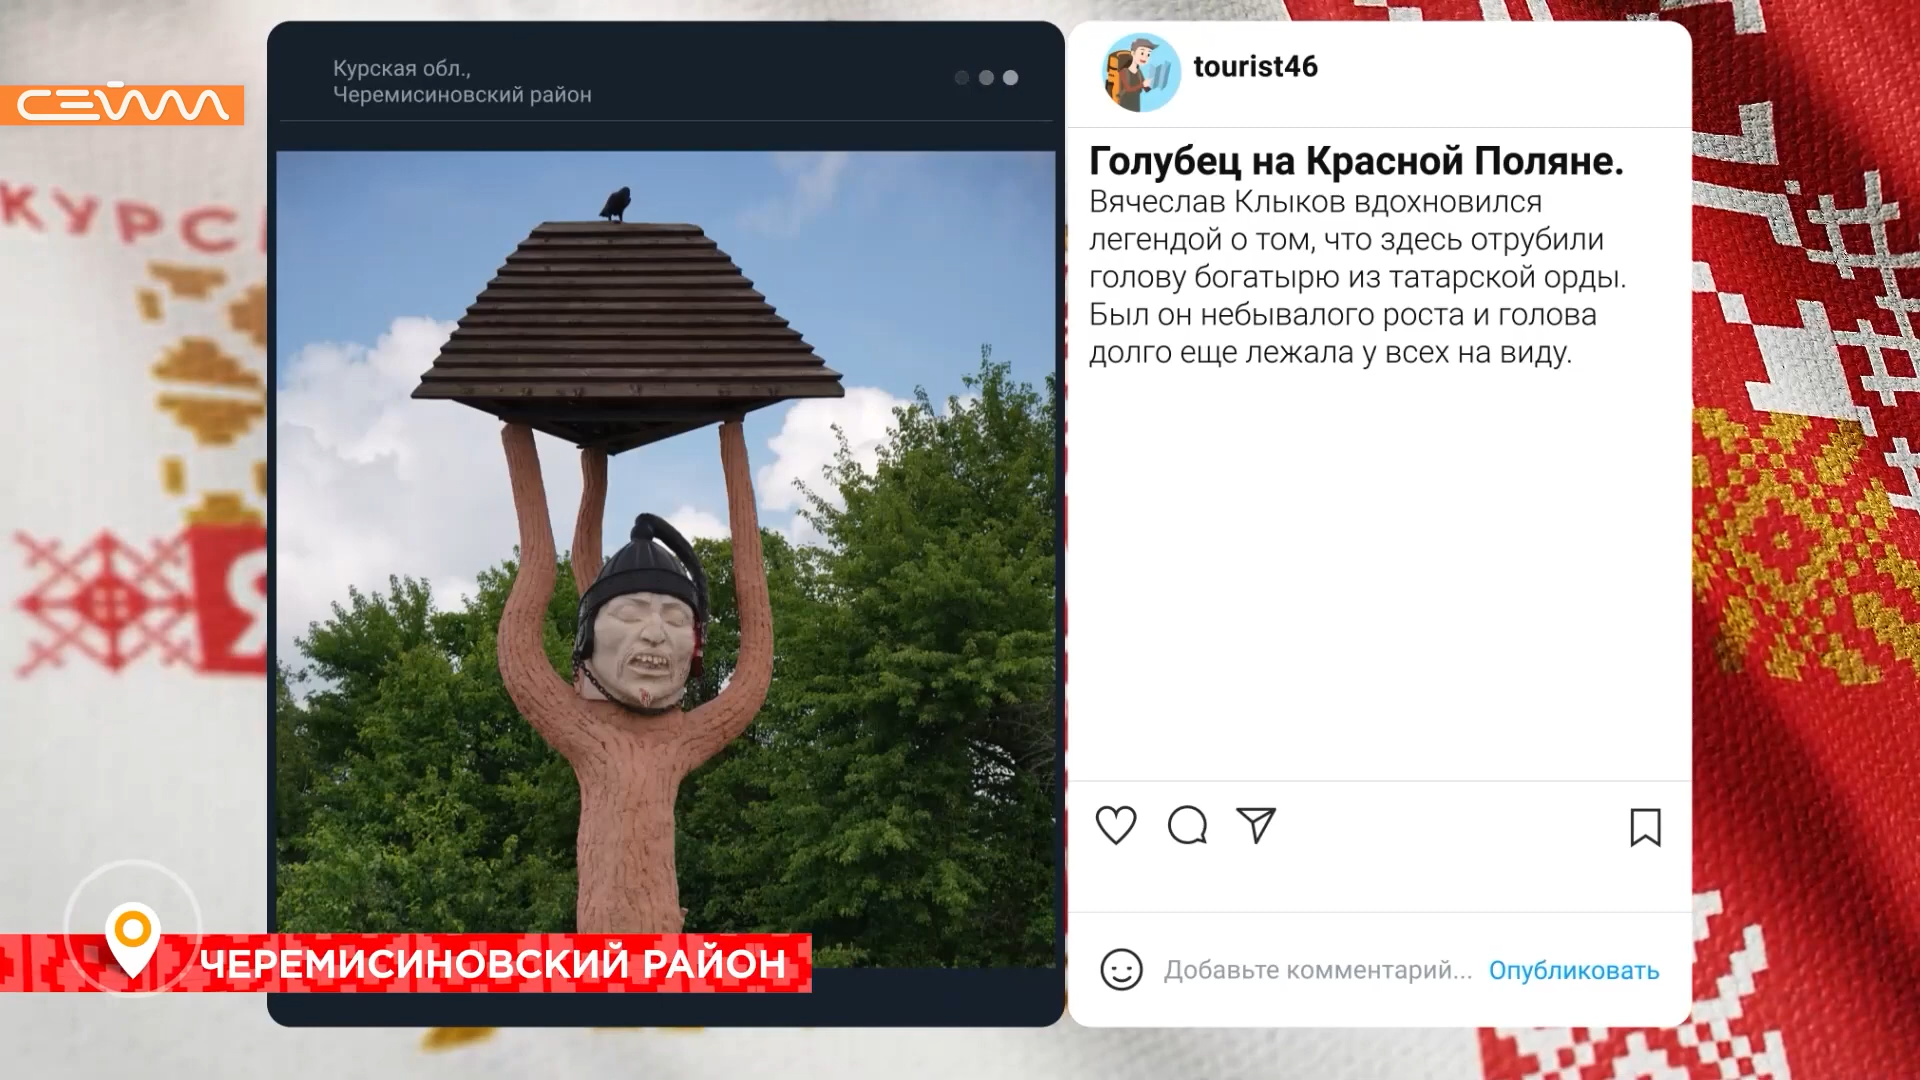 СЕЙМ
КУРС
Я
Курская обл.,
Черемисиновский район
tourist46
Голубец на Красной Поляне.
Вячеслав Клыков вдохновился
легендой о том, что здесь отрубили
голову богатырю из татарской орды.
Был он небывалого роста и голова
долго еще лежала у всех на виду.
Добавьте комментарий... Опубликовать
ЧЕРЕМИСИНОВСКИЙ РАЙОН